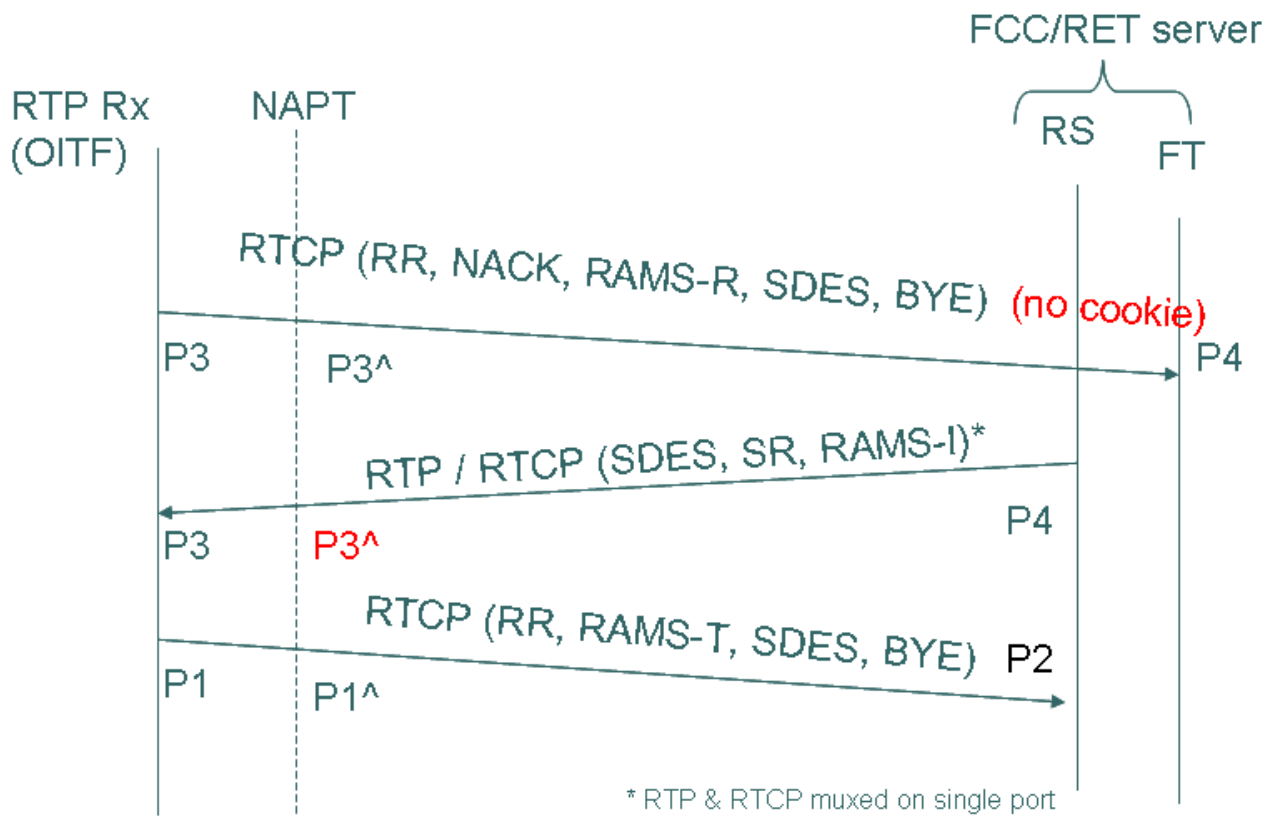 FCC/RET server
RTP Rx
(OITF)
NAPT
RS
FT
RTCP (RR, NACK, RAMS-R, SDES, BYE) (no cookie)
P3
P3^
P4
RTP / RTCP (SDES, SR, RAMS-I)*
P4
P3
P3^
RTCP (RR, RAMS-T, SDES, BYE)
P2
P1
P1^
* RTP & RTCP muxed on single port